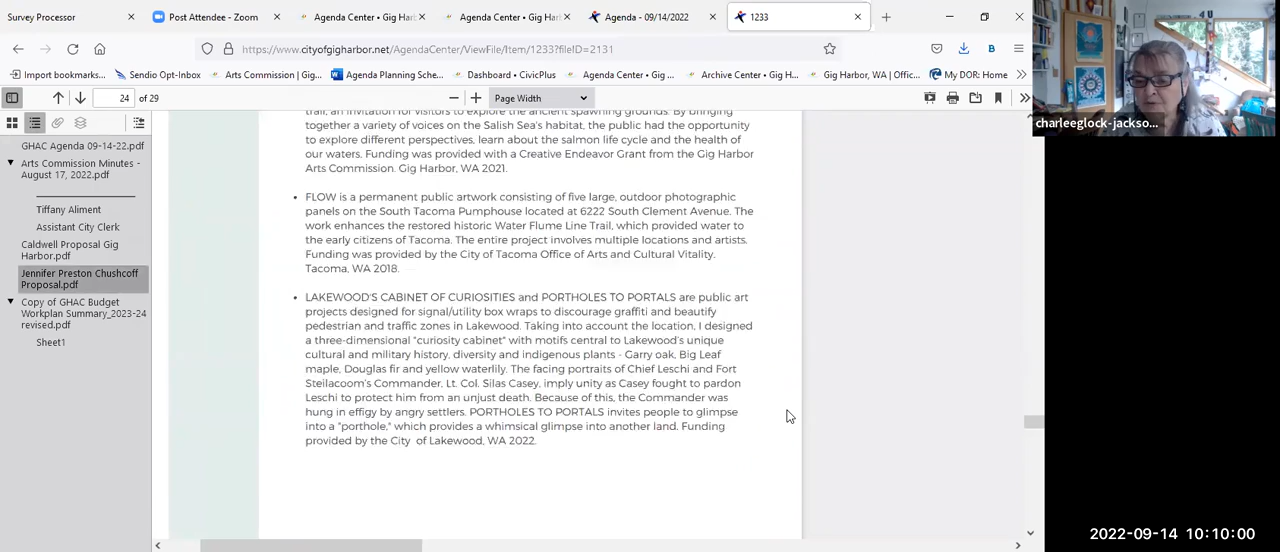 Survey Processor
Post Attendee - Zoom
Agenda Center • Gig Har
Agenda Center • Gig Har
Agenda - 09/14/2022
1233
https://www.cityofgigharbor.net/AgendaCenter/ViewFile/Item/1233?fileID=2131
Import bookmarks...
Sendio Opt-Inbox
Arts Commission | Gig...
Agenda Planning Sche...
Dashboard • CivicPlus
Agenda Center • Gig ...
Archive Center • Gig ...
Gig Harbor, WA | Offic...
My DOR: Home
24
of 29
Page Width
GHAC Agenda 09-14-22.pdf
Arts Commission Minutes -
August 17, 2022.pdf
Tiffany Aliment
Assistant City Clerk
Caldwell Proposal Gig
Harbor.pdf
Jennifer Preston Chushcoff
Proposal.pdf
Copy of GHAC Budget
Workplan Summary_2023-24
revised.pdf
Sheet1
trail, an invitation for visitors to explore the ancient spawning grounds. By bringing
together a variety of voices on the Salish Sea's habitat, the public had the opportunity
to explore different perspectives, learn about the salmon life cycle and the health of
our waters. Funding was provided with a Creative Endeavor Grant from the Gig Harbor
Arts Commission. Gig Harbor, WA 2021.
• FLOW is a permanent public artwork consisting of five large, outdoor photographic
panels on the South Tacoma Pumphouse located at 6222 South Clement Avenue. The
work enhances the restored historic Water Flume Line Trail, which provided water to
the early citizens of Tacoma. The entire project involves multiple locations and artists.
Funding was provided by the City of Tacoma Office of Arts and Cultural Vitality.
Tacoma, WA 2018.
• LAKEWOOD'S CABINET OF CURIOSITIES and PORTHOLES TO PORTALS are public art
projects designed for signal/utility box wraps to discourage graffiti and beautify
pedestrian and traffic zones in Lakewood. Taking into account the location, I designed
a three-dimensional "curiosity cabinet" with motifs central to Lakewood's unique
cultural and military history, diversity and indigenous plants - Garry oak, Big Leaf
maple, Douglas fir and yellow waterlily. The facing portraits of Chief Leschi and Fort
Steilacoom's Commander, Lt. Col. Silas Casey, imply unity as Casey fought to pardon
Leschi to protect him from an unjust death. Because of this, the Commander was
hung in effigy by angry settlers. PORTHOLES TO PORTALS invites people to glimpse
into a "porthole," which provides a whimsical glimpse into another land. Funding
provided by the City of Lakewood, WA 2022.
charleeglock-jackso...
2022-09-14 10:10:00